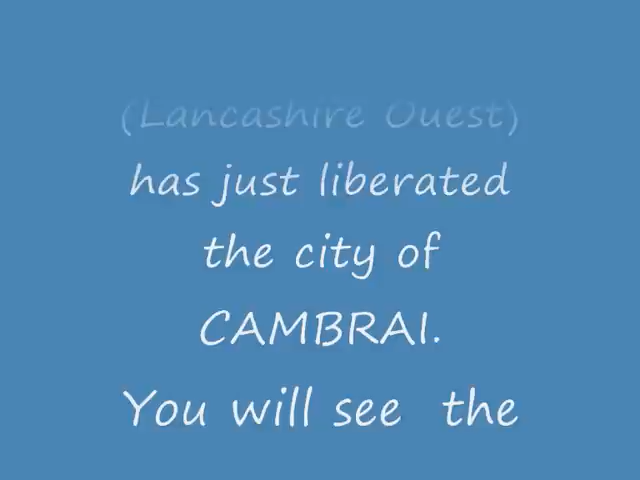 (Lancashire Ouest)
has just liberated
the city of
CAMBRAI.
You will see the